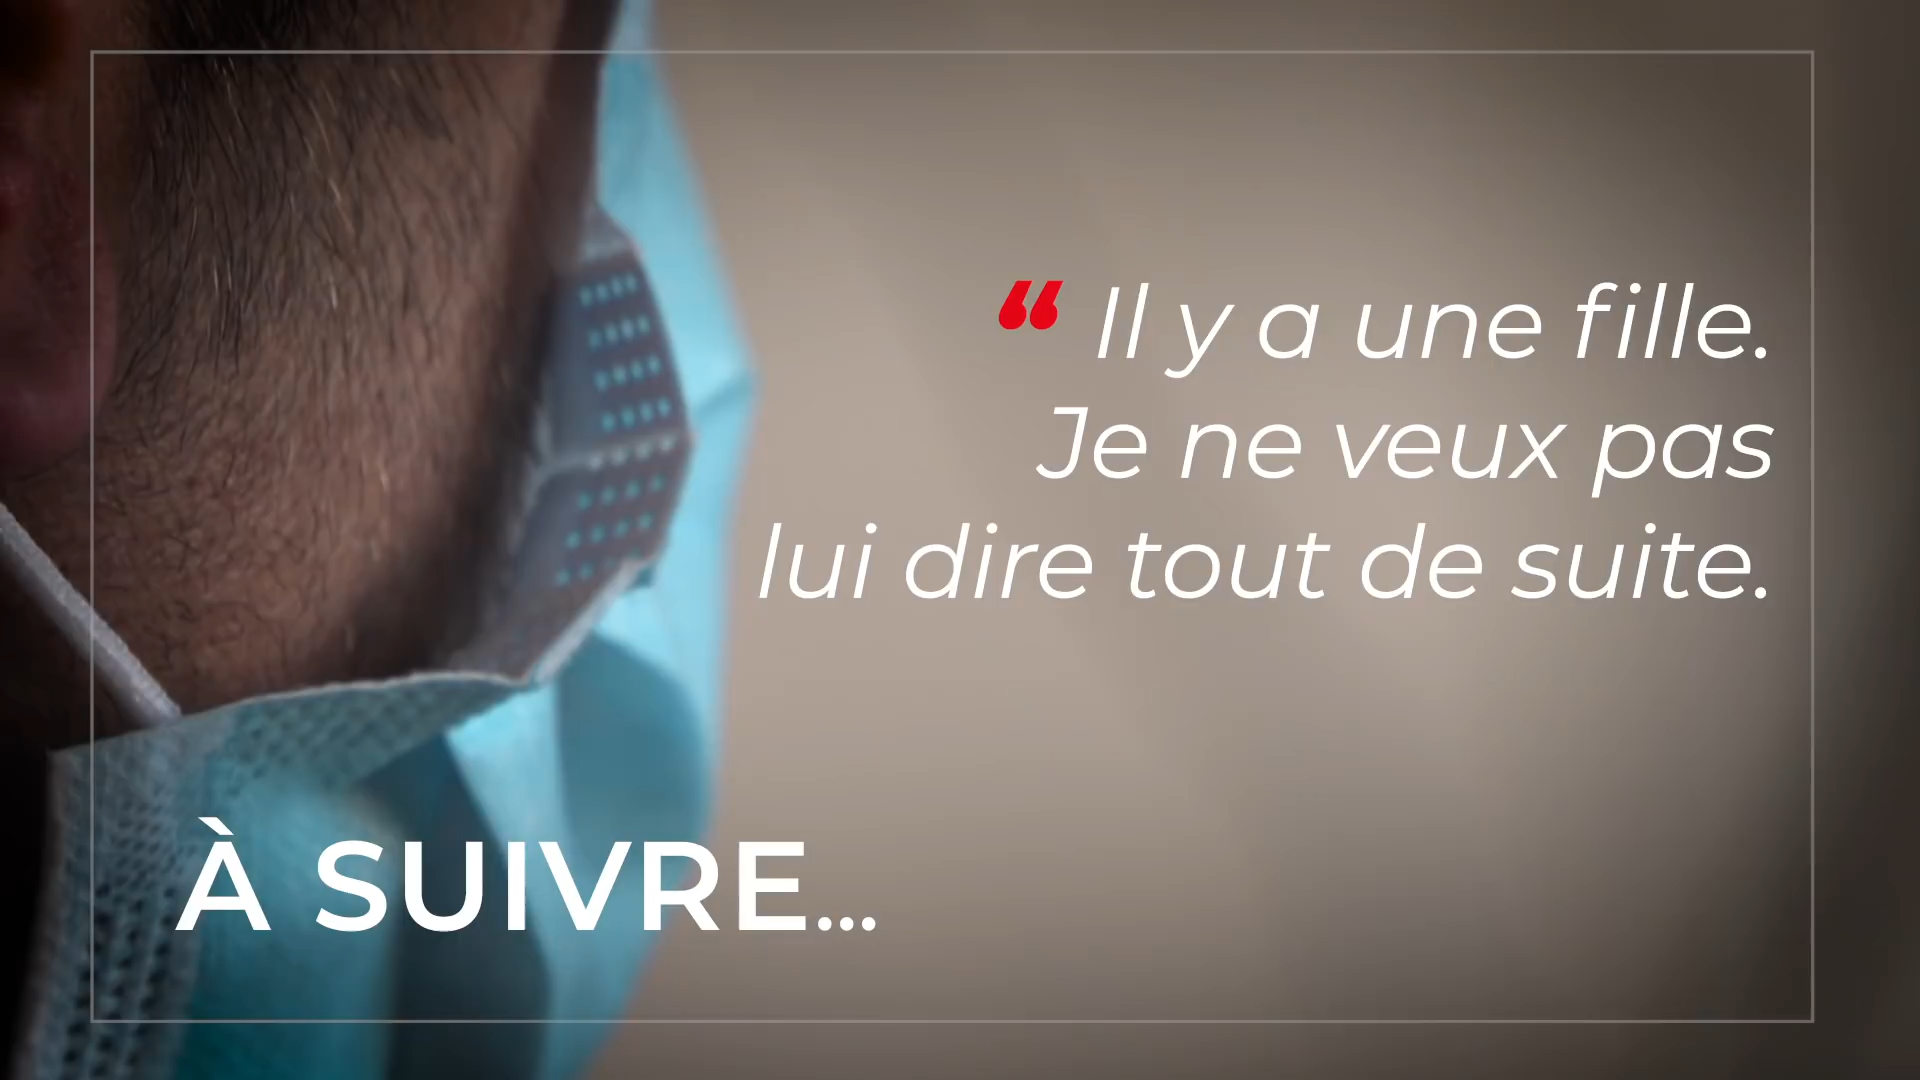 “ Il y a une fille.
Je ne veux pas
lui dire tout de suite.
À SUIVRE...